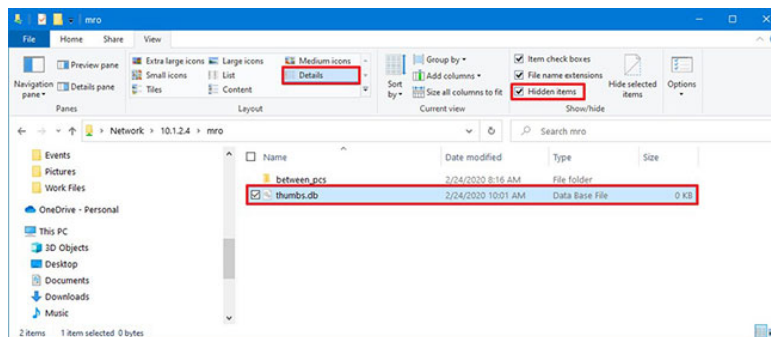 mro
File Home Share View
Navigation pane
Preview pane
Details pane
Panes
Extra large icons Large icons Medium icons
Small icons List Details
Tiles Content
Layout
Sort by
Group by
Add columns
Size all columns to fit
Current view
Item check boxes
File name extensions
Hidden items
Hide selected items
Show/hide
Options
Network > 10.1.2.4 > mro
Search mro
Events
Pictures
Work Files
OneDrive - Personal
This PC
3D Objects
Desktop
Documents
Downloads
Music
Name Date modified Type Size
between_pcs 2/24/2020 8:16 AM File folder
thumbs.db 2/24/2020 10:01 AM Data Base File 0 KB
2 items 1 item selected 0 bytes